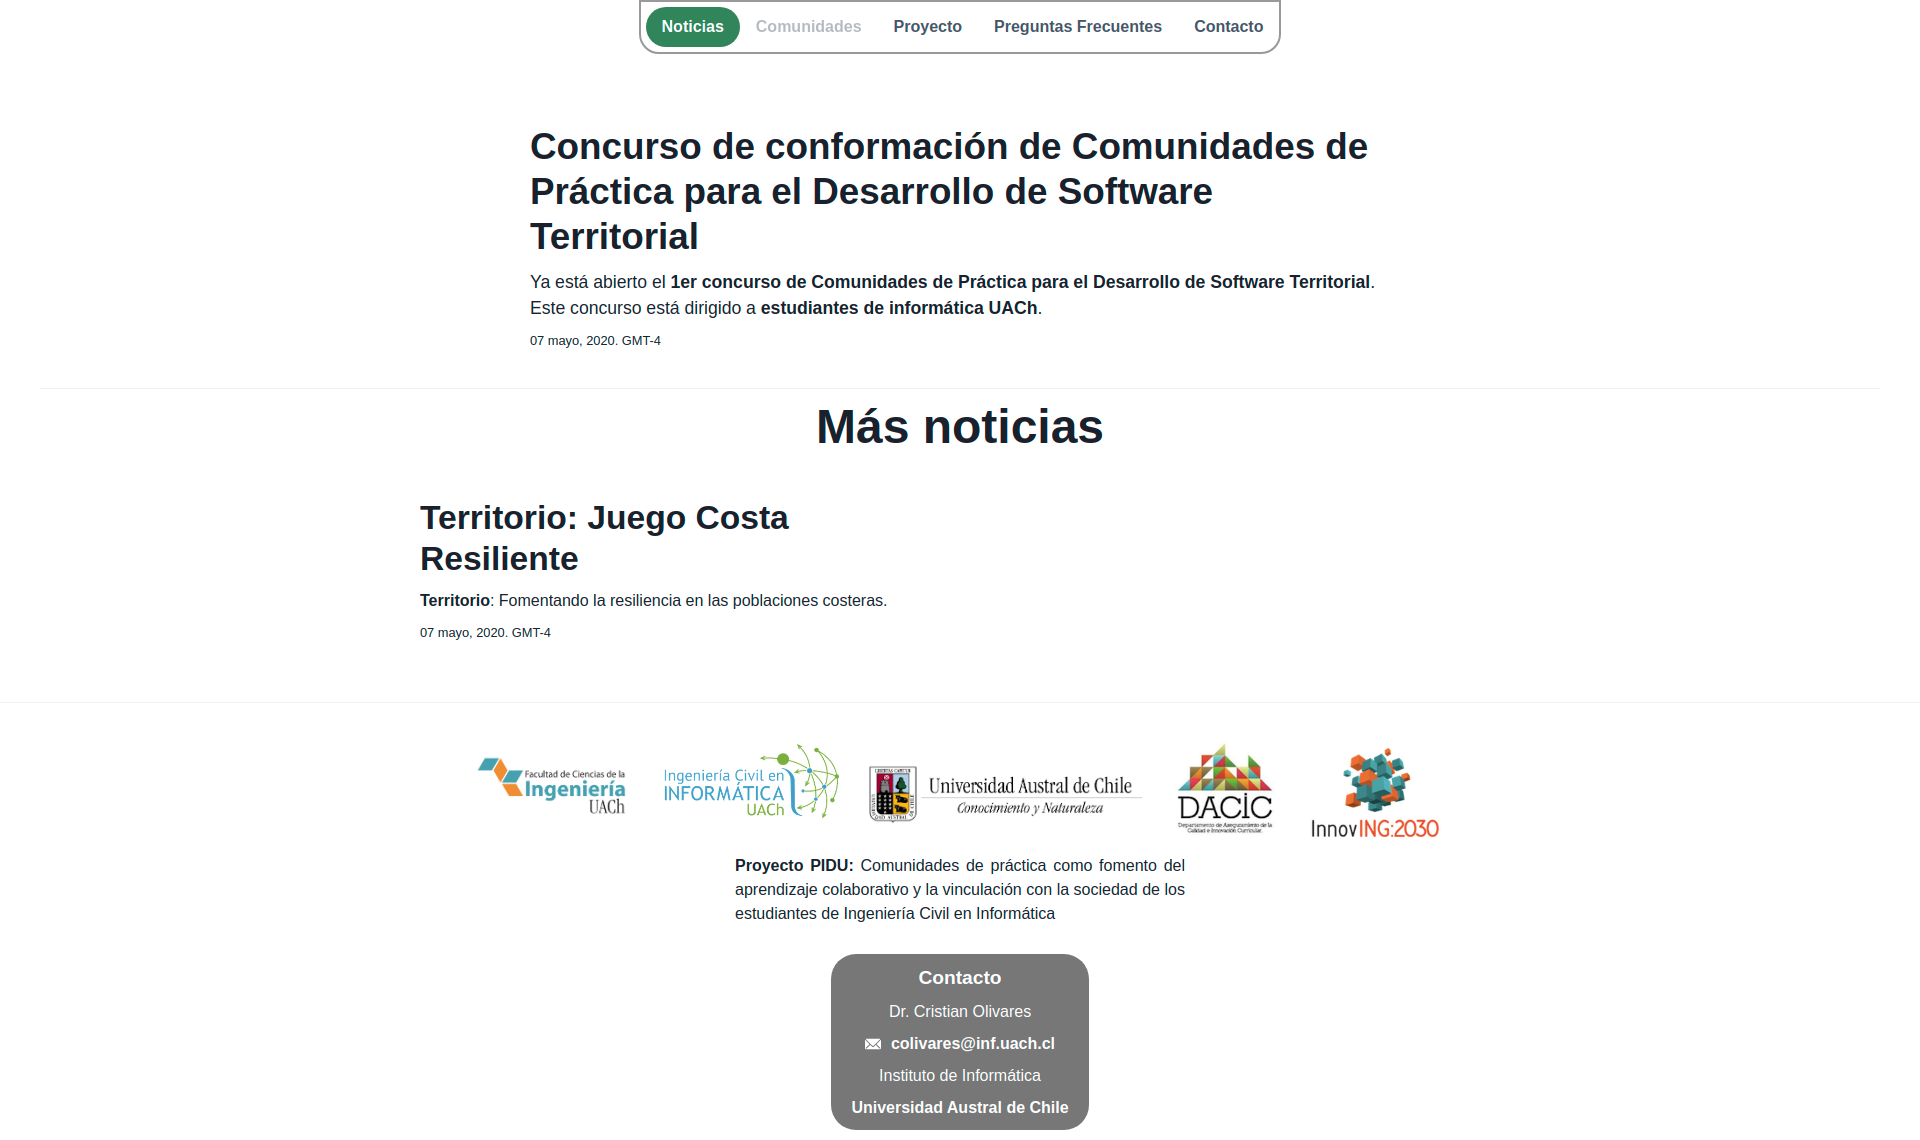 Noticias Comunidades Proyecto Preguntas Frecuentes Contacto
Concurso de conformación de Comunidades de
Práctica para el Desarrollo de Software
Territorial
Ya está abierto el 1er concurso de Comunidades de Práctica para el Desarrollo de Software Territorial.
Este concurso está dirigido a estudiantes de informática UACh.
07 mayo, 2020. GMT-4
Más noticias
Territorio: Juego Costa
Resiliente
Territorio: Fomentando la resiliencia en las poblaciones costeras.
07 mayo, 2020. GMT-4
Facultad de Ciencias de la
Ingeniería
UACh
Ingeniería Civil en
INFORMÁTICA
UACh
Universidad Austral de Chile
Conocimiento y Naturaleza
DACIC
Departamento de Aseguramiento de la
Calidad e Innovación Curricular.
InnovING:2030
Proyecto PIDU: Comunidades de práctica como fomento del
aprendizaje colaborativo y la vinculación con la sociedad de los
estudiantes de Ingeniería Civil en Informática
Contacto
Dr. Cristian Olivares
colivares@inf.uach.cl
Instituto de Informática
Universidad Austral de Chile